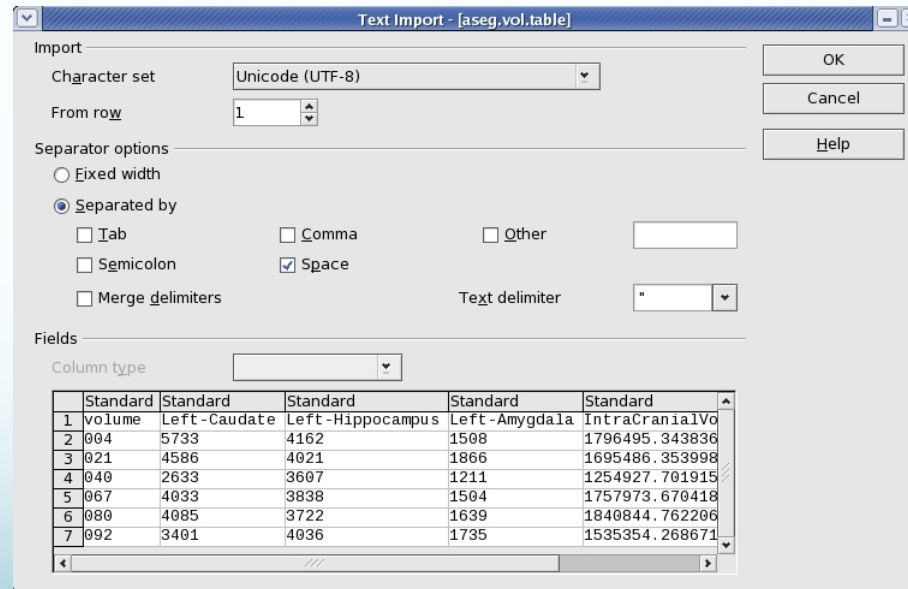 Text Import - [aseg.vol.table]
Import
Character set Unicode (UTF-8)
From row 1
OK
Cancel
Help
Separator options
Fixed width
Separated by
Tab Comma Other
Semicolon Space
Merge delimiters Text delimiter "
Fields
Column type
Standard Standard Standard Standard Standard
1 volume Left-Caudate Left-Hippocampus Left-Amygdala IntraCranialVo
2 004 5733 4162 1508 1796495.343836
3 021 4586 4021 1866 1695486.353998
4 040 2633 3607 1211 1254927.701915
5 067 4033 3838 1504 1757973.670418
6 080 4085 3722 1639 1840844.762206
7 092 3401 4036 1735 1535354.268671